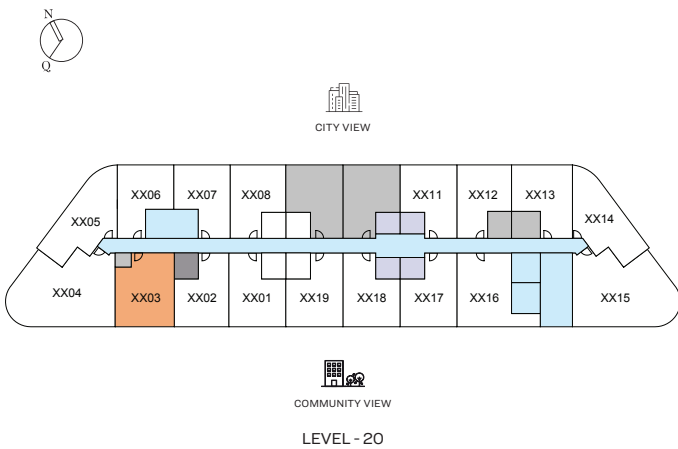 N
Q
CITY VIEW
XX06 XX07 XX08 XX11 XX12 XX13
XX05 XX14
XX04 XX03 XX02 XX01 XX19 XX18 XX17 XX16 XX15
COMMUNITY VIEW
LEVEL - 20